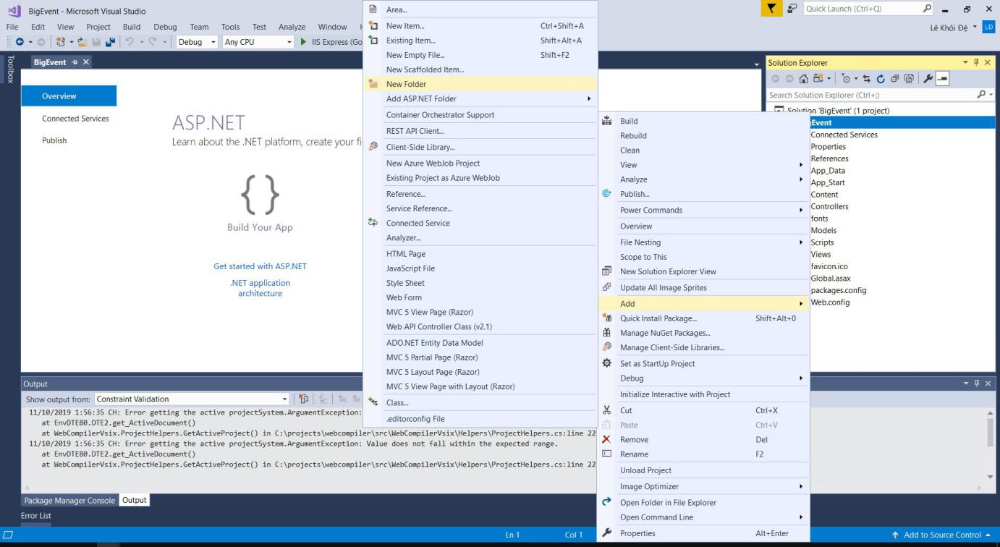 BigEvent - Microsoft Visual Studio
Quick Launch (Ctrl+Q)
File Edit View Project Build Debug Team Tools Test Analyze Window
Lê Khôi Đệ LĐ
Debug Any CPU IIS Express (Go
Toolbox
BigEvent
Overview
Connected Services
Publish
ASP.NET
Learn about the .NET platform, create your fi
{ }
Build Your App
Get started with ASP.NET
.NET application
architecture
Area...
New Item... Ctrl+Shift+A
Existing Item... Shift+Alt+A
New Empty File... Shift+F2
New Scaffolded Item...
New Folder
Add ASP.NET Folder
Container Orchestrator Support
REST API Client...
Client-Side Library...
New Azure WebJob Project
Existing Project as Azure WebJob
Reference...
Service Reference...
Connected Service
Analyzer...
HTML Page
JavaScript File
Style Sheet
Web Form
MVC 5 View Page (Razor)
Web API Controller Class (v2.1)
ADO.NET Entity Data Model
MVC 5 Partial Page (Razor)
MVC 5 Layout Page (Razor)
MVC 5 View Page with Layout (Razor)
Class...
.editorconfig File
Build
Rebuild
Clean
View
Analyze
Publish...
Power Commands
Overview
File Nesting
Scope to This
New Solution Explorer View
Update All Image Sprites
Add
Quick Install Package... Shift+Alt+0
Manage NuGet Packages...
Manage Client-Side Libraries...
Set as StartUp Project
Debug
Initialize Interactive with Project
Cut Ctrl+X
Paste Ctrl+V
Remove Del
Rename F2
Unload Project
Image Optimizer
Open Folder in File Explorer
Open Command Line
Properties Alt+Enter
Solution Explorer
Search Solution Explorer (Ctrl+;)
Solution 'BigEvent' (1 project)
gEvent
Connected Services
Properties
References
App_Data
App_Start
Content
Controllers
fonts
Models
Scripts
Views
favicon.ico
Global.asax
packages.config
Web.config
Output
Show output from: Constraint Validation
11/10/2019 1:56:35 CH: Error getting the active projectSystem.ArgumentException:
at EnvDTE80.DTE2.get_ActiveDocument()
at WebCompilerVsix.ProjectHelpers.GetActiveProject() in C:\projects\webcompiler\src\WebCompilerVsix\Helpers\ProjectHelpers.cs:line 22
11/10/2019 1:56:35 CH: Error getting the active projectSystem.ArgumentException: Value does not fall within the expected range.
at EnvDTE80.DTE2.get_ActiveDocument()
at WebCompilerVsix.ProjectHelpers.GetActiveProject() in C:\projects\webcompiler\src\WebCompilerVsix\Helpers\ProjectHelpers.cs:line 22
Package Manager Console Output
Error List
Ln 1 Col 1 Add to Source Control